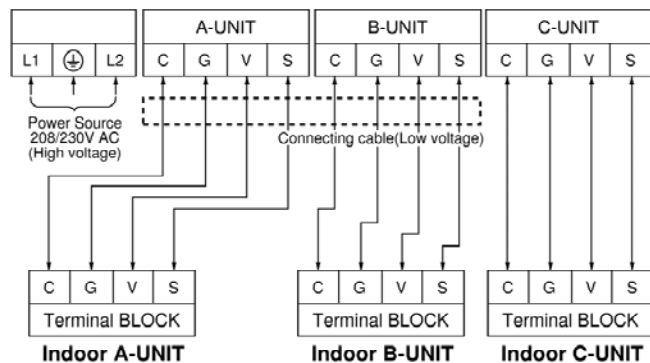 A-UNIT B-UNIT C-UNIT
L1 ⏚ L2 C G V S C G V S C G V S
Power Source
208/230V AC
(High voltage)
Connecting cable(Low voltage)
C G V S C G V S C G V S
Terminal BLOCK Terminal BLOCK Terminal BLOCK
Indoor A-UNIT Indoor B-UNIT Indoor C-UNIT